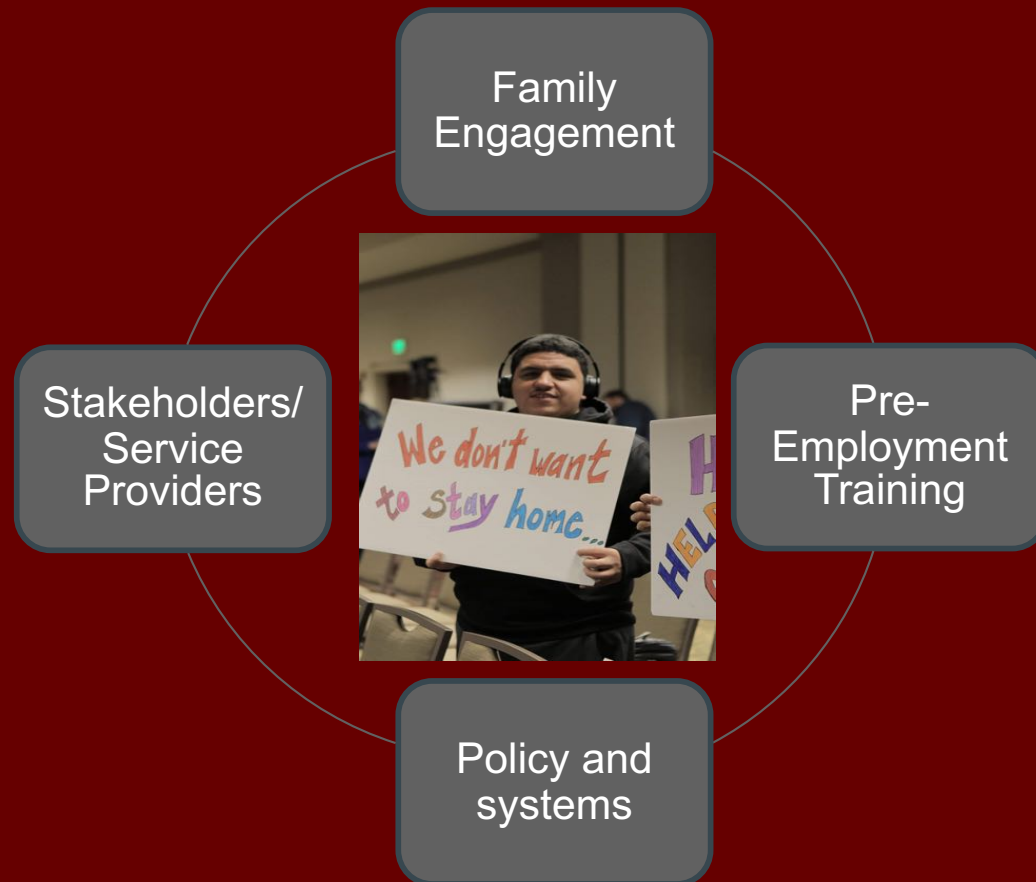 Family
Engagement
Stakeholders/
Service
Providers
We don't want
to stay home...
Pre-
Employment
Training
Policy and
systems